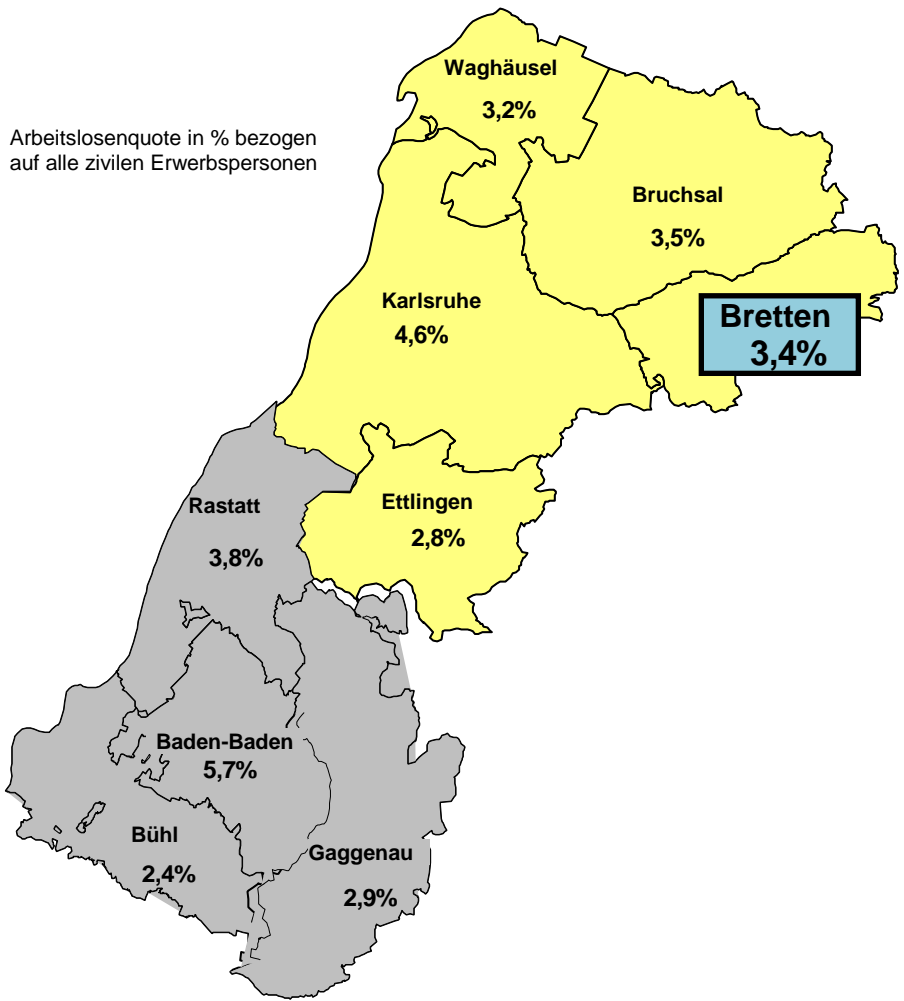 Waghäusel
3,2%
Arbeitslosenquote in % bezogen
auf alle zivilen Erwerbspersonen
Bruchsal
3,5%
Karlsruhe
4,6%
Bretten
3,4%
Rastatt
3,8%
Ettlingen
2,8%
Baden-Baden
5,7%
Bühl
2,4%
Gaggenau
2,9%